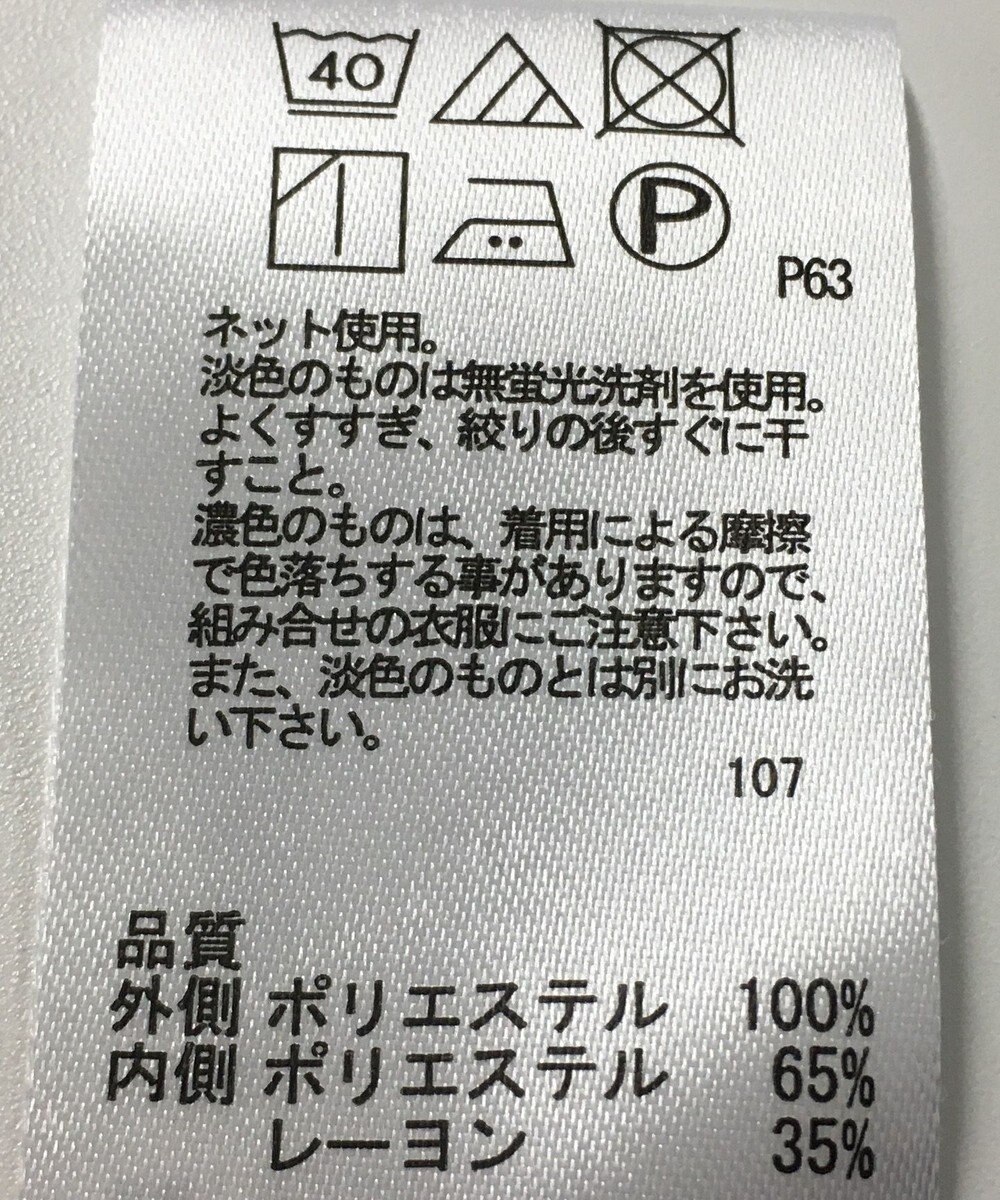 40
P
P63
ネット使用。
淡色のものは無蛍光洗剤を使用。
よくすすぎ、絞りの後すぐに干
すこと。
濃色のものは、着用による摩擦
で色落ちする事がありますので、
組み合せの衣服にご注意下さい。
また、淡色のものとは別にお洗
い下さい。
107
品質
外側 ポリエステル 100%
内側 ポリエステル 65%
レーヨン 35%